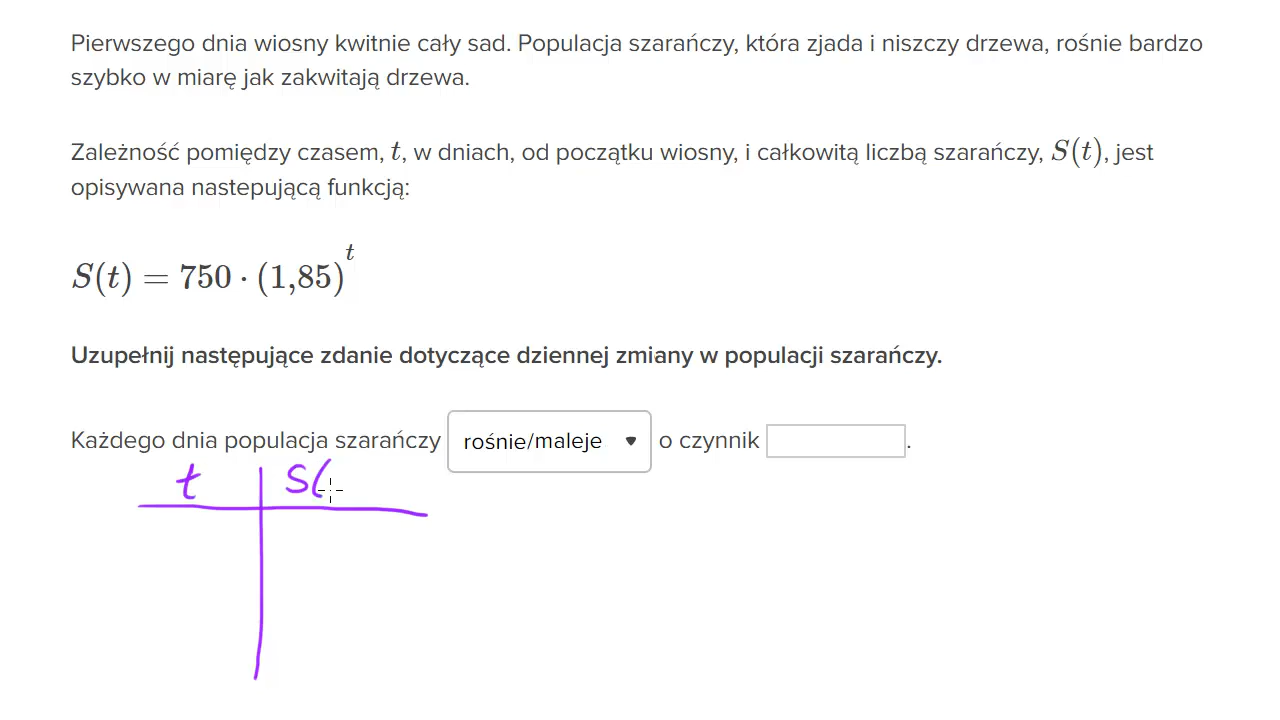 Pierwszego dnia wiosny kwitnie cały sad. Populacja szarańczy, która zjada i niszczy drzewa, rośnie bardzo
szybko w miarę jak zakwitają drzewa.
Zależność pomiędzy czasem, t, w dniach, od początku wiosny, i całkowitą liczbą szarańczy, S(t), jest
opisywana nastepującą funkcją:
S(t) = 750 · (1,85)^t
Uzupełnij następujące zdanie dotyczące dziennej zmiany w populacji szarańczy.
Każdego dnia populacja szarańczy rośnie/maleje ▼ o czynnik .
t S(